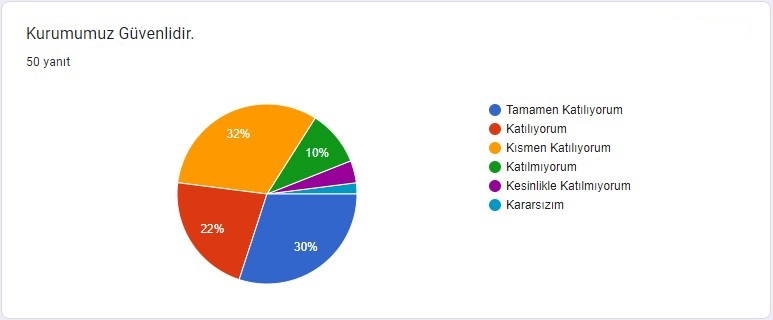 Kurumumuz Güvenlidir.
50 yanıt
Tamamen Katılıyorum
Katılıyorum
Kısmen Katılıyorum
Katılmıyorum
Kesinlikle Katılmıyorum
Kararsızım
32%
10%
22%
30%